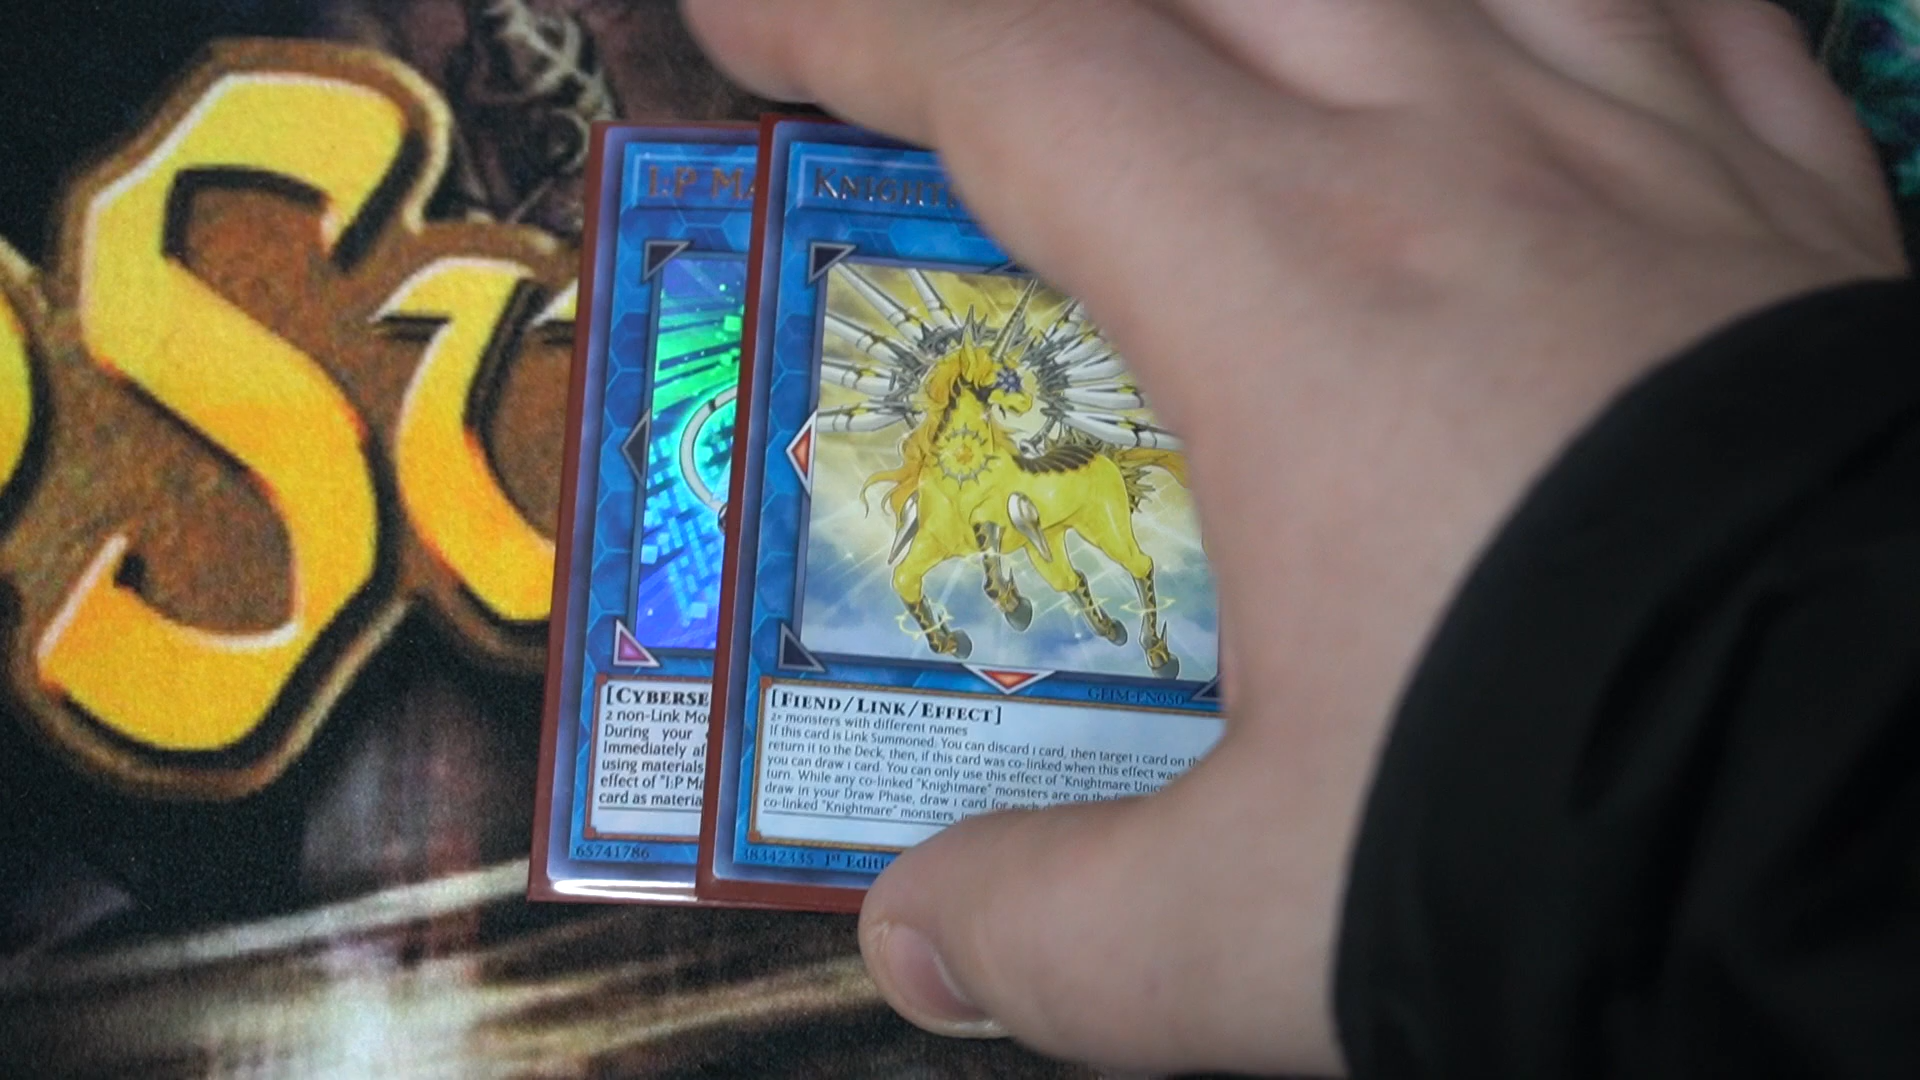 I:P Ma
[Cyberse
2 non-Link Mo
During your
Immediately af
using materials
effect of "I:P Ma
card as materia
65741786
Knightm
GEIM-EN050
[Fiend/Link/Effect]
2+ monsters with different names
If this card is Link Summoned: You can discard 1 card, then target 1 card on th
return it to the Deck, then, if this card was co-linked when this effect was
you can draw 1 card. You can only use this effect of "Knightmare Unic
turn. While any co-linked "Knightmare" monsters are on the
draw in your Draw Phase, draw 1 card for each
co-linked "Knightmare" monsters,
38342335 1st Editi